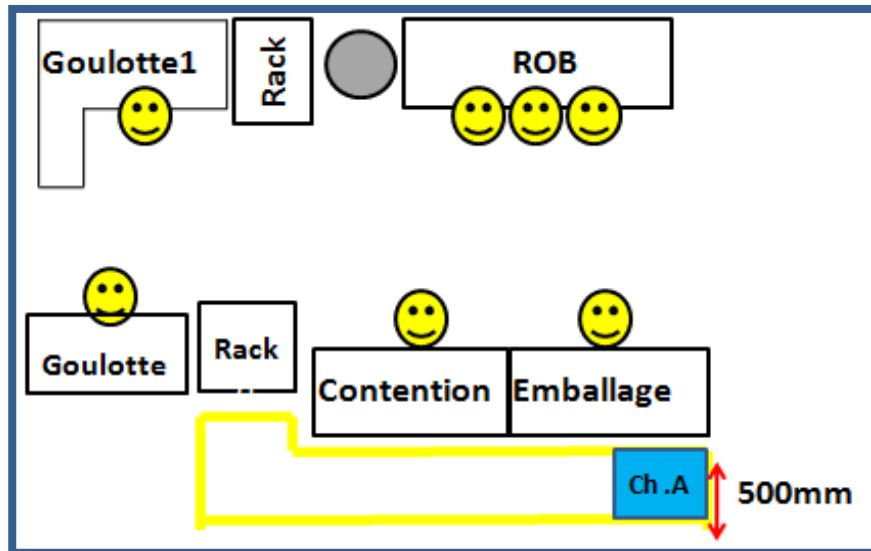 Goulotte1
Rack
ROB
Goulotte
Rack
Contention
Emballage
Ch .A
500mm